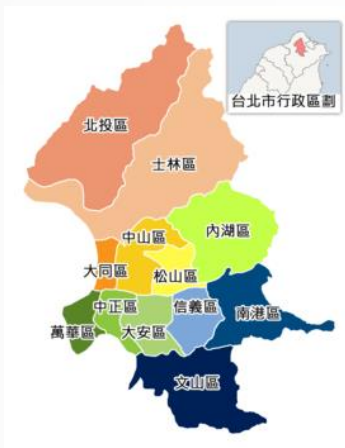 台北市行政區劃
北投區
士林區
內湖區
中山區
大同區
松山區
中正區
信義區
南港區
萬華區
大安區
文山區